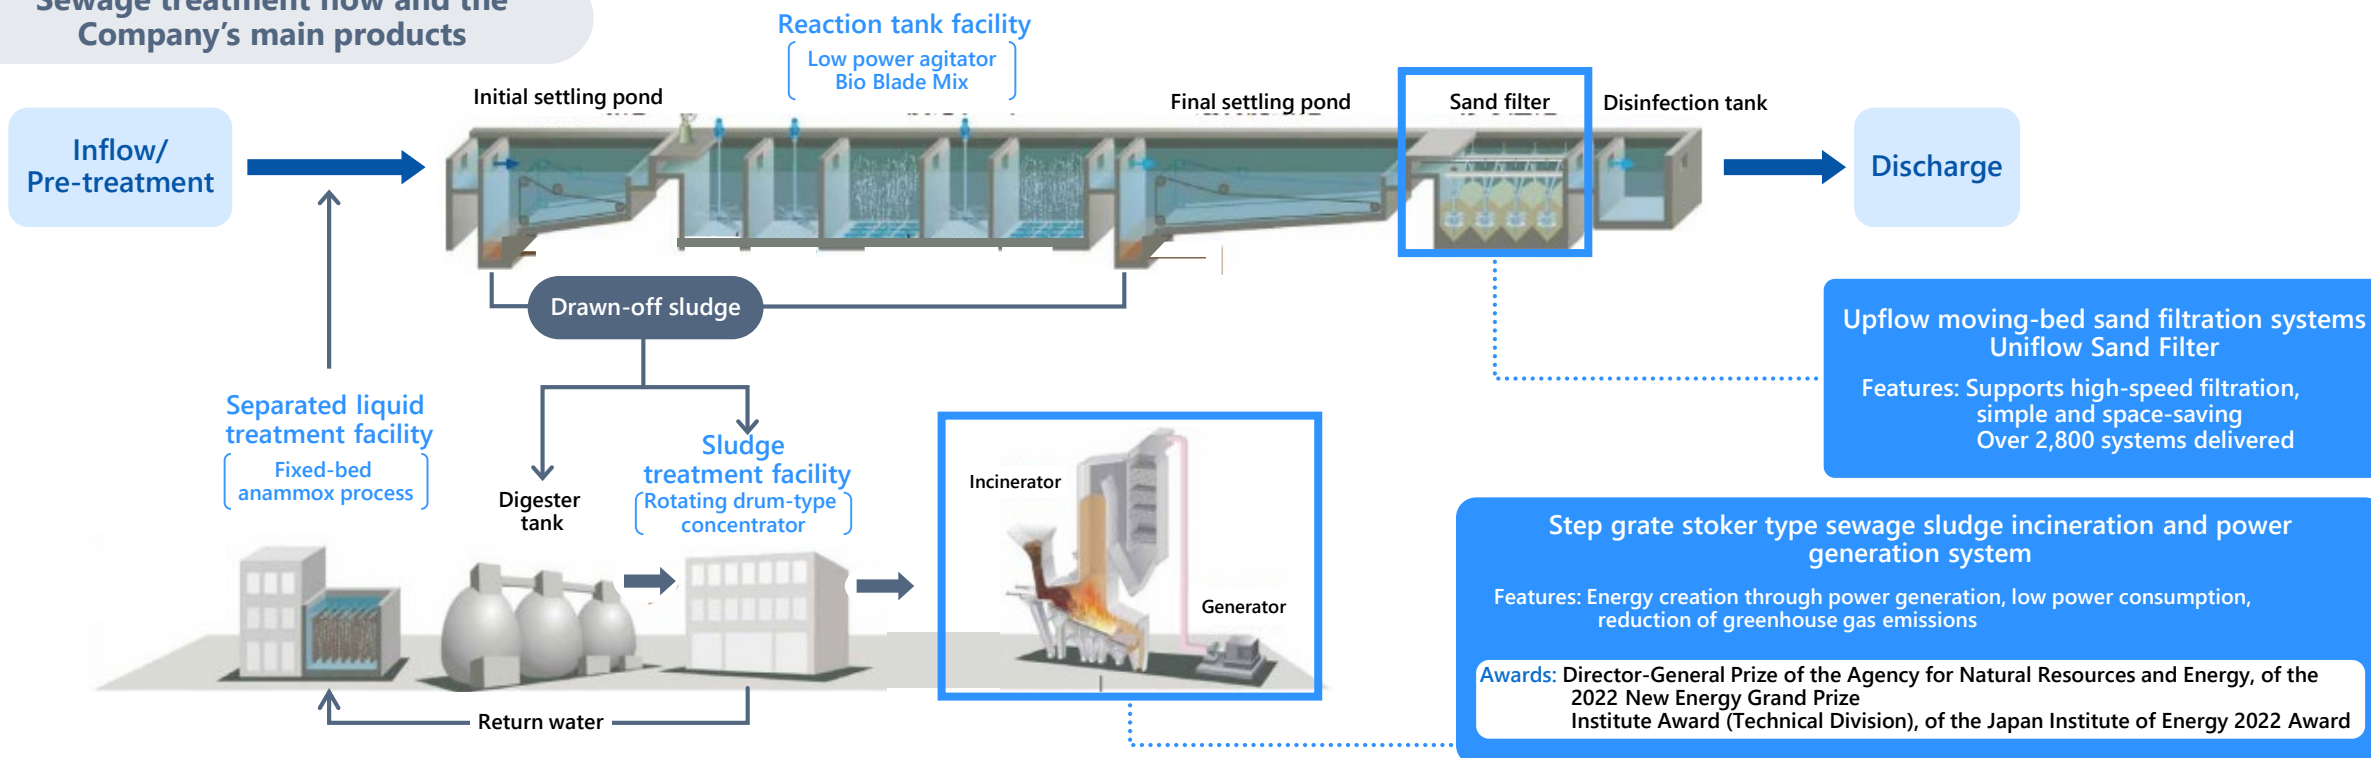 Sewage treatment flow and the
Company's main products
Reaction tank facility
Low power agitator
Bio Blade Mix
Initial settling pond
Final settling pond
Sand filter
Disinfection tank
Inflow/
Pre-treatment
Discharge
Drawn-off sludge
Upflow moving-bed sand filtration systems
Uniflow Sand Filter
Features: Supports high-speed filtration,
simple and space-saving
Over 2,800 systems delivered
Separated liquid
treatment facility
Fixed-bed
anammox process
Digester
tank
Sludge
treatment facility
Rotating drum-type
concentrator
Incinerator
Generator
Return water
Step grate stoker type sewage sludge incineration and power
generation system
Features: Energy creation through power generation, low power consumption,
reduction of greenhouse gas emissions
Awards: Director-General Prize of the Agency for Natural Resources and Energy, of the
2022 New Energy Grand Prize
Institute Award (Technical Division), of the Japan Institute of Energy 2022 Award